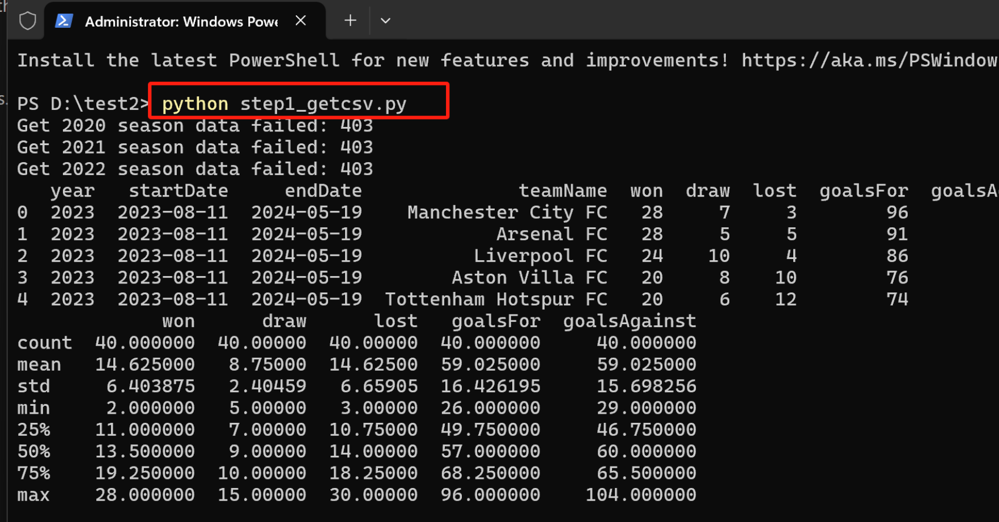 Administrator: Windows Powe
Install the latest PowerShell for new features and improvements! https://aka.ms/PSWindow
PS D:\test2> python step1_getcsv.py
Get 2020 season data failed: 403
Get 2021 season data failed: 403
Get 2022 season data failed: 403
year startDate endDate teamName won draw lost goalsFor goalsA
0 2023 2023-08-11 2024-05-19 Manchester City FC 28 7 3 96
1 2023 2023-08-11 2024-05-19 Arsenal FC 28 5 5 91
2 2023 2023-08-11 2024-05-19 Liverpool FC 24 10 4 86
3 2023 2023-08-11 2024-05-19 Aston Villa FC 20 8 10 76
4 2023 2023-08-11 2024-05-19 Tottenham Hotspur FC 20 6 12 74
won draw lost goalsFor goalsAgainst
count 40.000000 40.00000 40.00000 40.000000 40.000000
mean 14.625000 8.75000 14.62500 59.025000 59.025000
std 6.403875 2.40459 6.65905 16.426195 15.698256
min 2.000000 5.00000 3.00000 26.000000 29.000000
25% 11.000000 7.00000 10.75000 49.750000 46.750000
50% 13.500000 9.00000 14.00000 57.000000 60.000000
75% 19.250000 10.00000 18.25000 68.250000 65.500000
max 28.000000 15.00000 30.00000 96.000000 104.000000